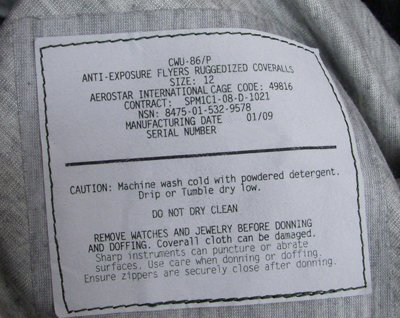 CWU-86/P
ANTI-EXPOSURE FLYERS RUGGEDIZED COVERALLS
SIZE: 12
AEROSTAR INTERNATIONAL CAGE CODE: 49816
CONTRACT: SPM1C1-08-D-1021
NSN: 8475-01-532-9578
MANUFACTURING DATE 01/09
SERIAL NUMBER
CAUTION: Machine wash cold with powdered detergent.
Drip or Tumble dry low.
DO NOT DRY CLEAN
REMOVE WATCHES AND JEWELRY BEFORE DONNING
AND DOFFING. Coverall cloth can be damaged.
Sharp instruments can puncture or abrate
surfaces. Use care when donning or doffing.
Ensure zippers are securely close after donning.